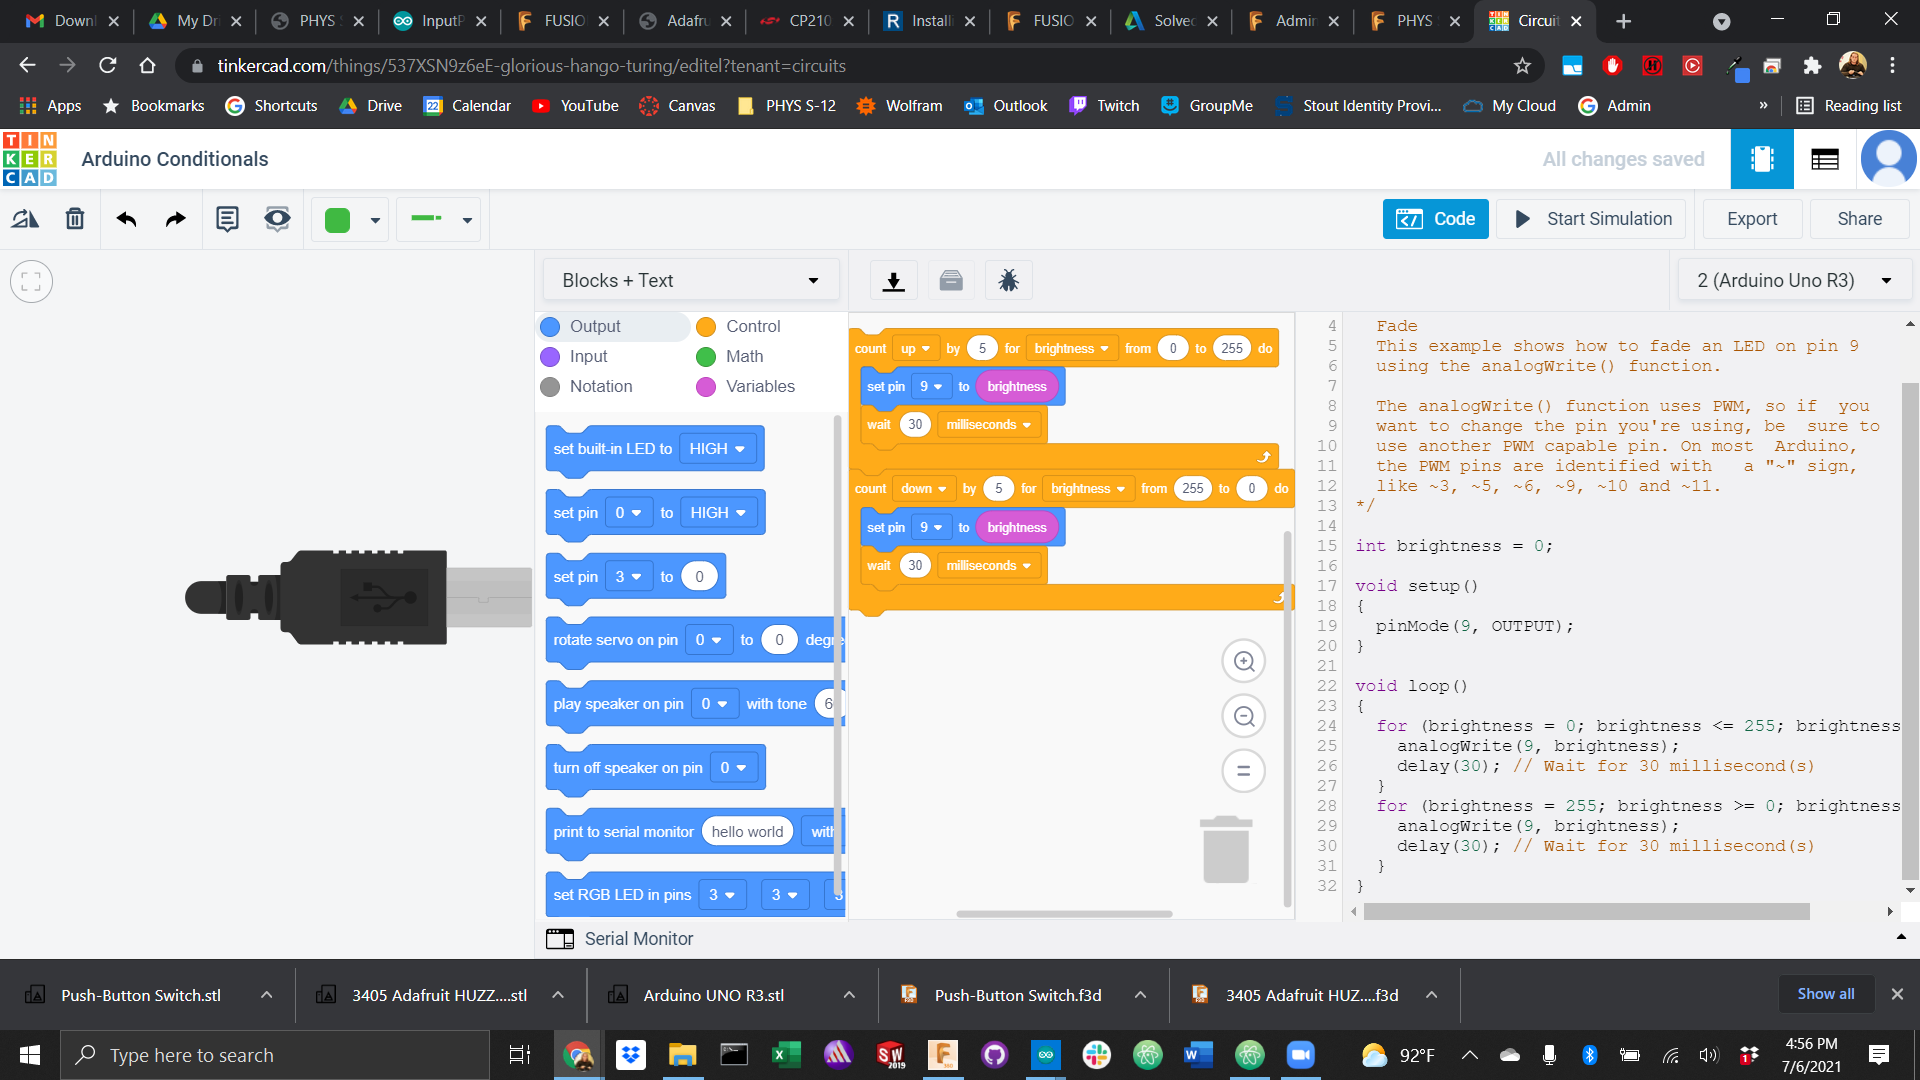 Downl
My Dri
PHYS S
InputP
FUSIO
Adafru
CP210
Installi
FUSIO
Solved
Admin
PHYS S
Circuit
tinkercad.com/things/537XSN9z6eE-glorious-hango-turing/editel?tenant=circuits
Apps
Bookmarks
Shortcuts
Drive
22
Calendar
YouTube
Canvas
PHYS S-12
Wolfram
Outlook
Twitch
GroupMe
Stout Identity Provi...
My Cloud
Admin
»
Reading list
TINKERCAD
Arduino Conditionals
All changes saved
Code
Start Simulation
Export
Share
Blocks + Text
2 (Arduino Uno R3)
Output
Control
Input
Math
Notation
Variables
set built-in LED to HIGH
set pin 0 to HIGH
set pin 3 to 0
rotate servo on pin 0 to 0 degre
play speaker on pin 0 with tone 6
turn off speaker on pin 0
print to serial monitor hello world with
set RGB LED in pins 3 3 3
count up by 5 for brightness from 0 to 255 do
set pin 9 to brightness
wait 30 milliseconds
count down by 5 for brightness from 255 to 0 do
set pin 9 to brightness
wait 30 milliseconds
4 Fade
5 This example shows how to fade an LED on pin 9
6 using the analogWrite() function.
7
8 The analogWrite() function uses PWM, so if you
9 want to change the pin you're using, be sure to
10 use another PWM capable pin. On most Arduino,
11 the PWM pins are identified with a "~" sign,
12 like ~3, ~5, ~6, ~9, ~10 and ~11.
13 */
14
15 int brightness = 0;
16
17 void setup()
18 {
19 pinMode(9, OUTPUT);
20 }
21
22 void loop()
23 {
24 for (brightness = 0; brightness <= 255; brightness
25 analogWrite(9, brightness);
26 delay(30); // Wait for 30 millisecond(s)
27 }
28 for (brightness = 255; brightness >= 0; brightness
29 analogWrite(9, brightness);
30 delay(30); // Wait for 30 millisecond(s)
31 }
32 }
Serial Monitor
Push-Button Switch.stl
3405 Adafruit HUZZ....stl
Arduino UNO R3.stl
Push-Button Switch.f3d
3405 Adafruit HUZ....f3d
Show all
Type here to search
SW 2019
92°F
1
4:56 PM
7/6/2021